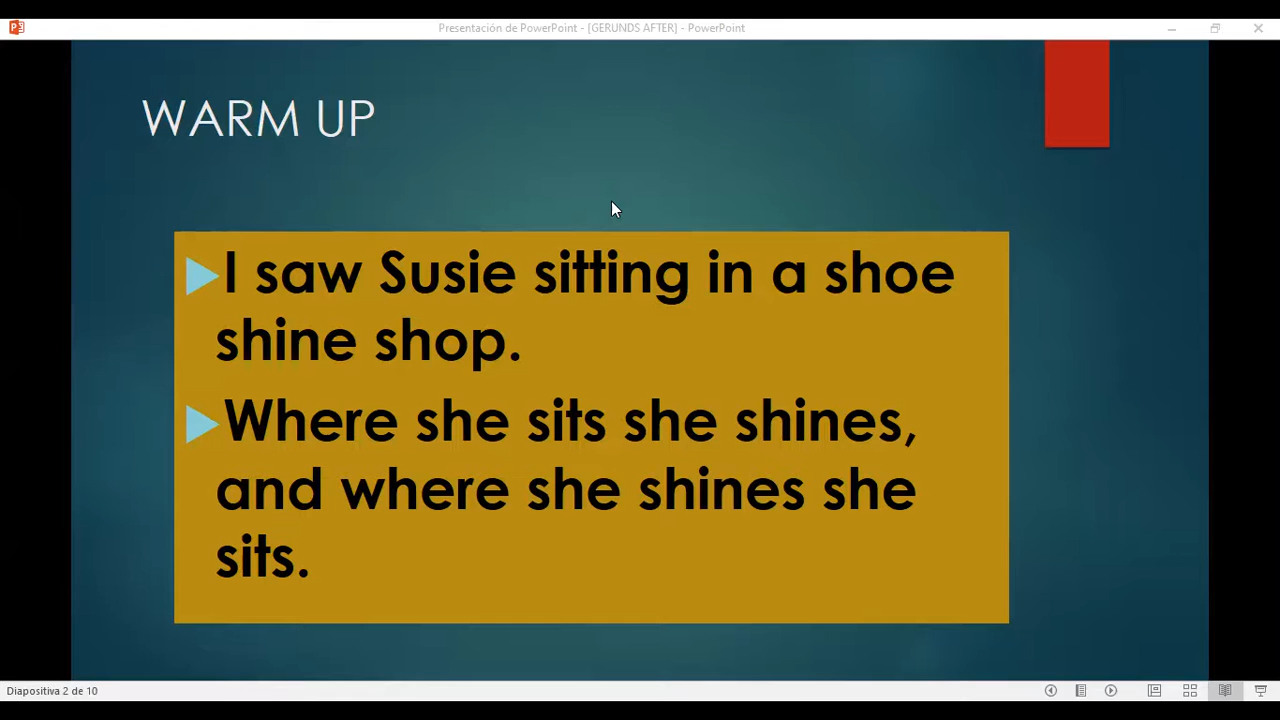 Presentación de PowerPoint - [GERUNDS AFTER] - PowerPoint
WARM UP
I saw Susie sitting in a shoe
shine shop.
Where she sits she shines,
and where she shines she
sits.
Diapositiva 2 de 10